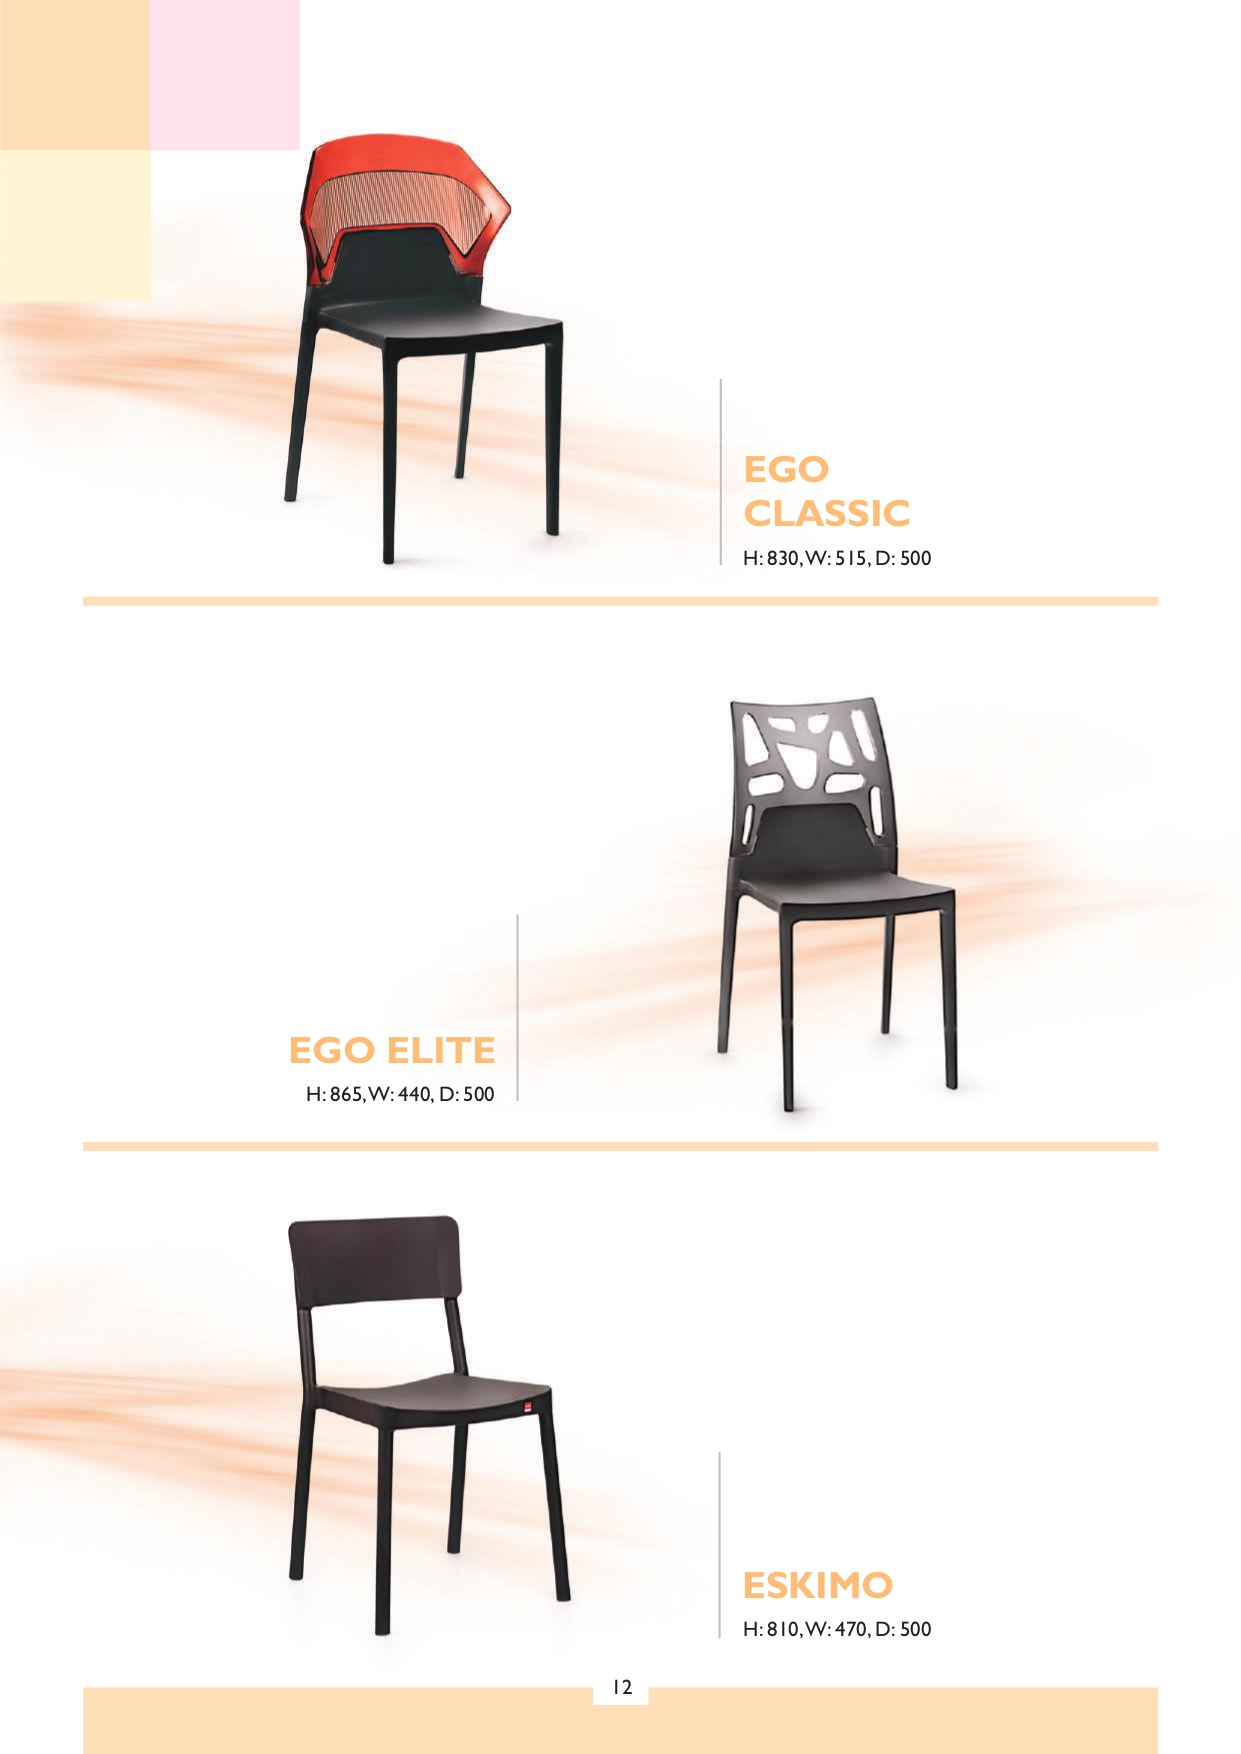 EGO
CLASSIC
H: 830, W: 515, D: 500
EGO ELITE
H: 865, W: 440, D: 500
ESKIMO
H: 810, W: 470, D: 500
12